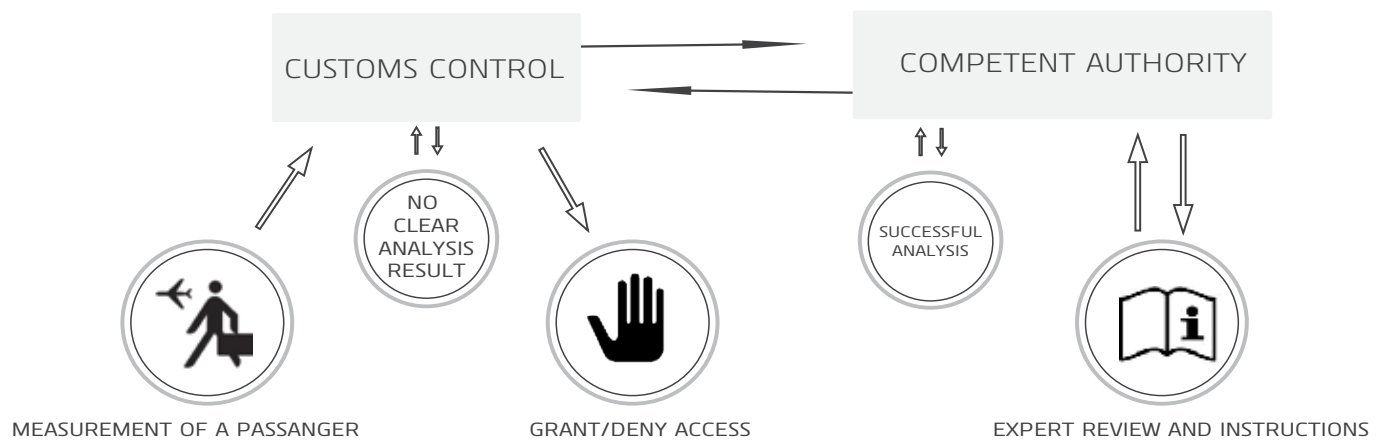 CUSTOMS CONTROL
COMPETENT AUTHORITY
NO
CLEAR
ANALYSIS
RESULT
SUCCESSFUL
ANALYSIS
i
MEASUREMENT OF A PASSANGER
GRANT/DENY ACCESS
EXPERT REVIEW AND INSTRUCTIONS